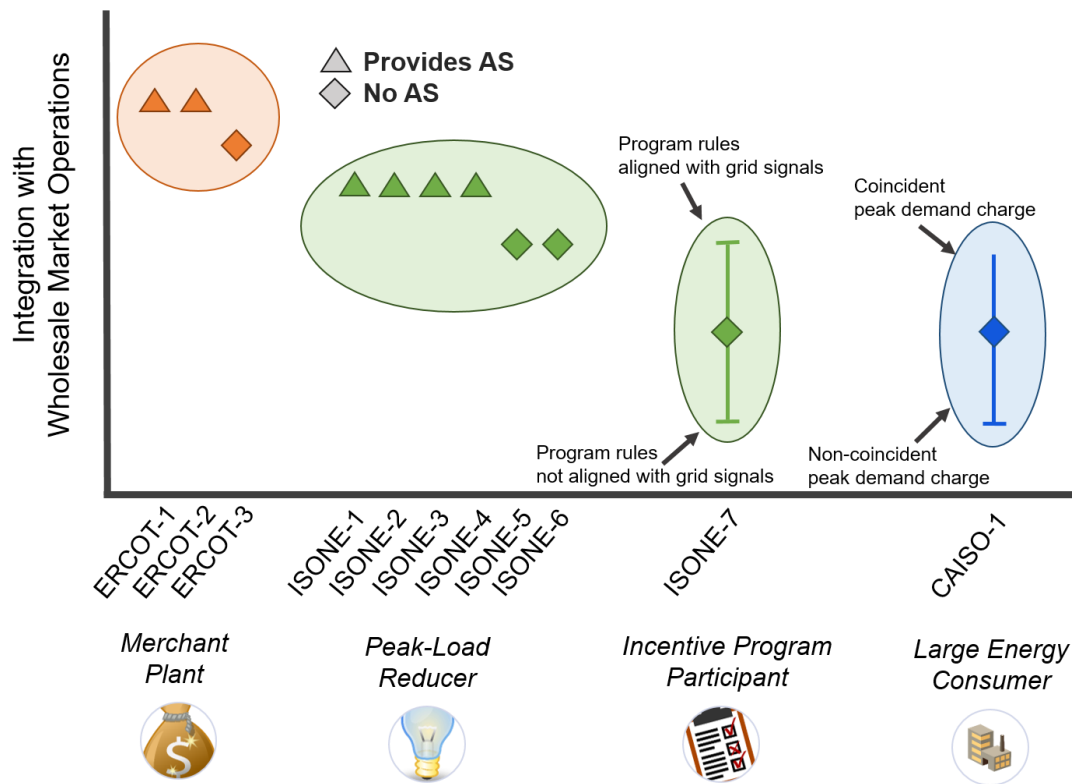 Integration with
Wholesale Market Operations
Provides AS
No AS
Program rules
aligned with grid signals
Coincident
peak demand charge
Program rules
not aligned with grid signals
Non-coincident
peak demand charge
ERCOT-1
ERCOT-2
ERCOT-3
ISONE-1
ISONE-2
ISONE-3
ISONE-4
ISONE-5
ISONE-6
ISONE-7
CAISO-1
Merchant
Plant
Peak-Load
Reducer
Incentive Program
Participant
Large Energy
Consumer
$